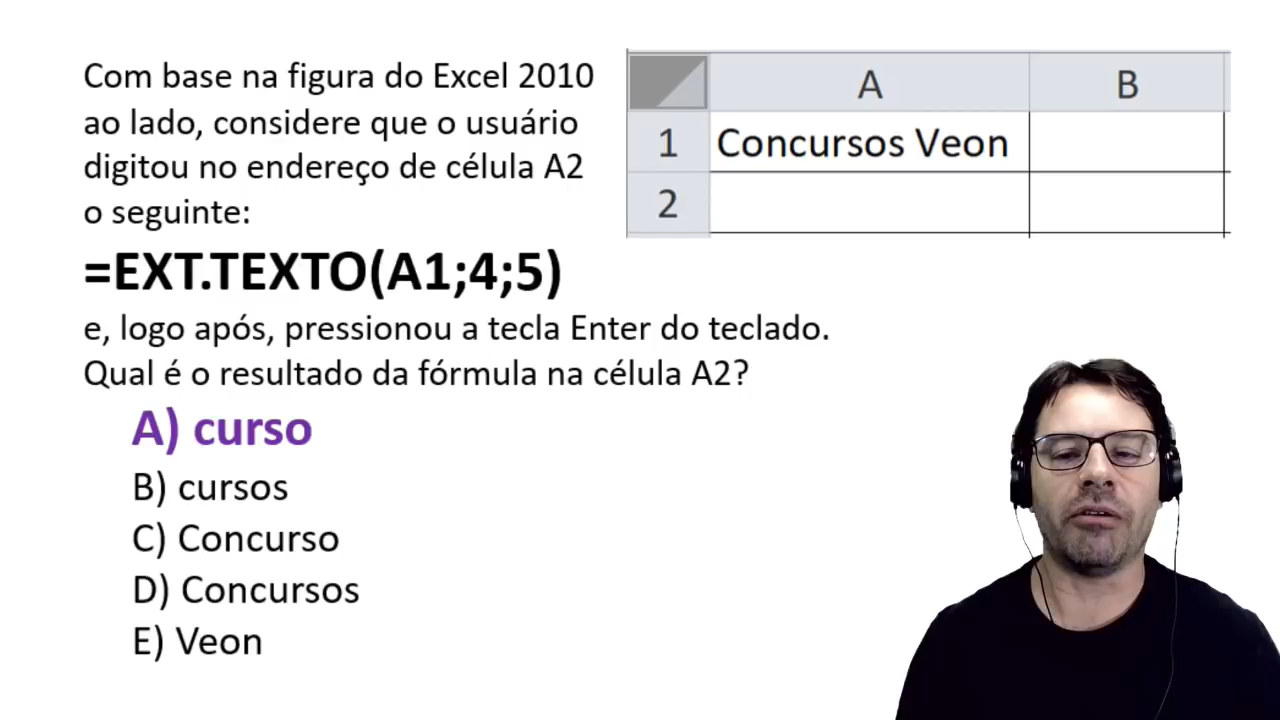 Com base na figura do Excel 2010
ao lado, considere que o usuário
digitou no endereço de célula A2
o seguinte:
=EXT.TEXTO(A1;4;5)
e, logo após, pressionou a tecla Enter do teclado.
Qual é o resultado da fórmula na célula A2?
A) curso
B) cursos
C) Concurso
D) Concursos
E) Veon
A B
1 Concursos Veon
2